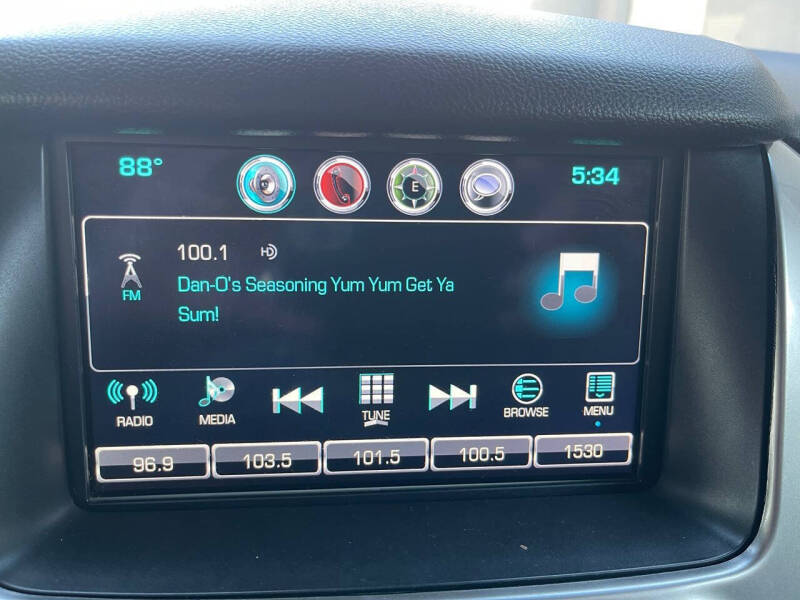 88°
E
5:34
100.1 HD
FM
Dan-O's Seasoning Yum Yum Get Ya
Sum!
RADIO
MEDIA
TUNE
BROWSE
MENU
96.9
103.5
101.5
100.5
1530